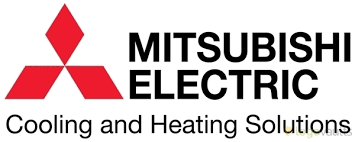 MITSUBISHI
ELECTRIC
Cooling and Heating Solutions